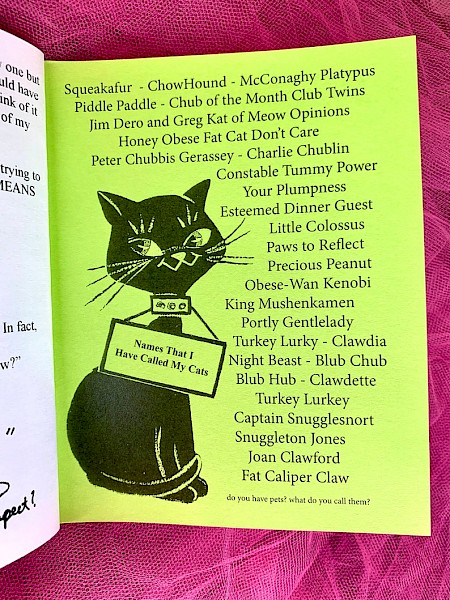 y one but
uld have
ink of it
of my
trying to
MEANS
In fact,
w?"
"
Squeakafur - ChowHound - McConaghy Platypus
Piddle Paddle - Chub of the Month Club Twins
Jim Dero and Greg Kat of Meow Opinions
Honey Obese Fat Cat Don't Care
Peter Chubbis Gerassey - Charlie Chublin
Constable Tummy Power
Your Plumpness
Esteemed Dinner Guest
Little Colossus
Paws to Reflect
Precious Peanut
Obese-Wan Kenobi
King Mushenkamen
Portly Gentlelady
Turkey Lurky - Clawdia
Night Beast - Blub Chub
Blub Hub - Clawdette
Turkey Lurkey
Captain Snugglesnort
Snuggleton Jones
Joan Clawford
Fat Caliper Claw
Names That I
Have Called My Cats
do you have pets? what do you call them?